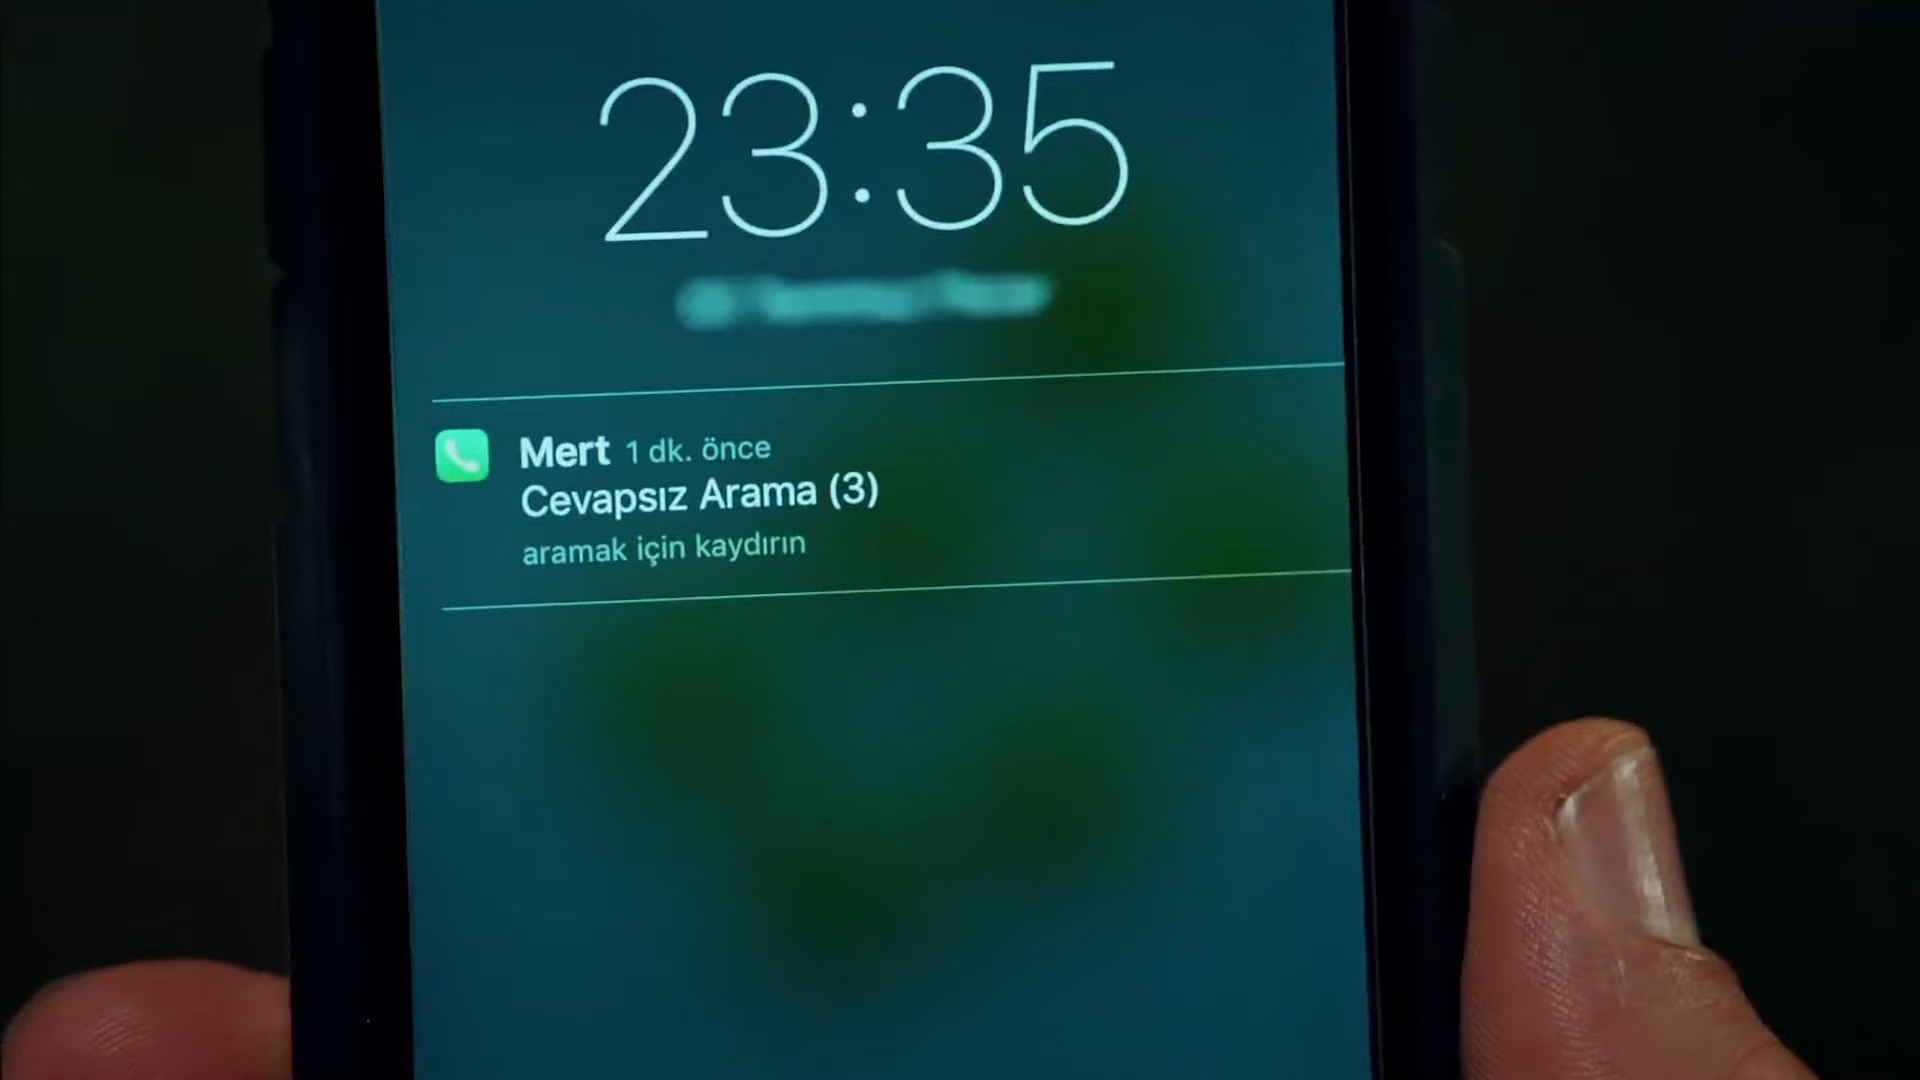 23:35
Mert 1 dk. önce
Cevapsız Arama (3)
aramak için kaydırın